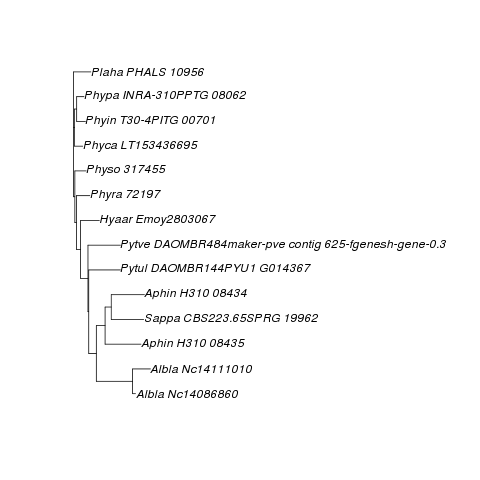 Plaha PHALS 10956
Phypa INRA-310PPTG 08062
Phyin T30-4PITG 00701
Phyca LT153436695
Physo 317455
Phyra 72197
Hyaar Emoy2803067
Pytve DAOMBR484maker-pve contig 625-fgenesh-gene-0.3
Pytul DAOMBR144PYU1 G014367
Aphin H310 08434
Sappa CBS223.65SPRG 19962
Aphin H310 08435
Albla Nc14111010
Albla Nc14086860